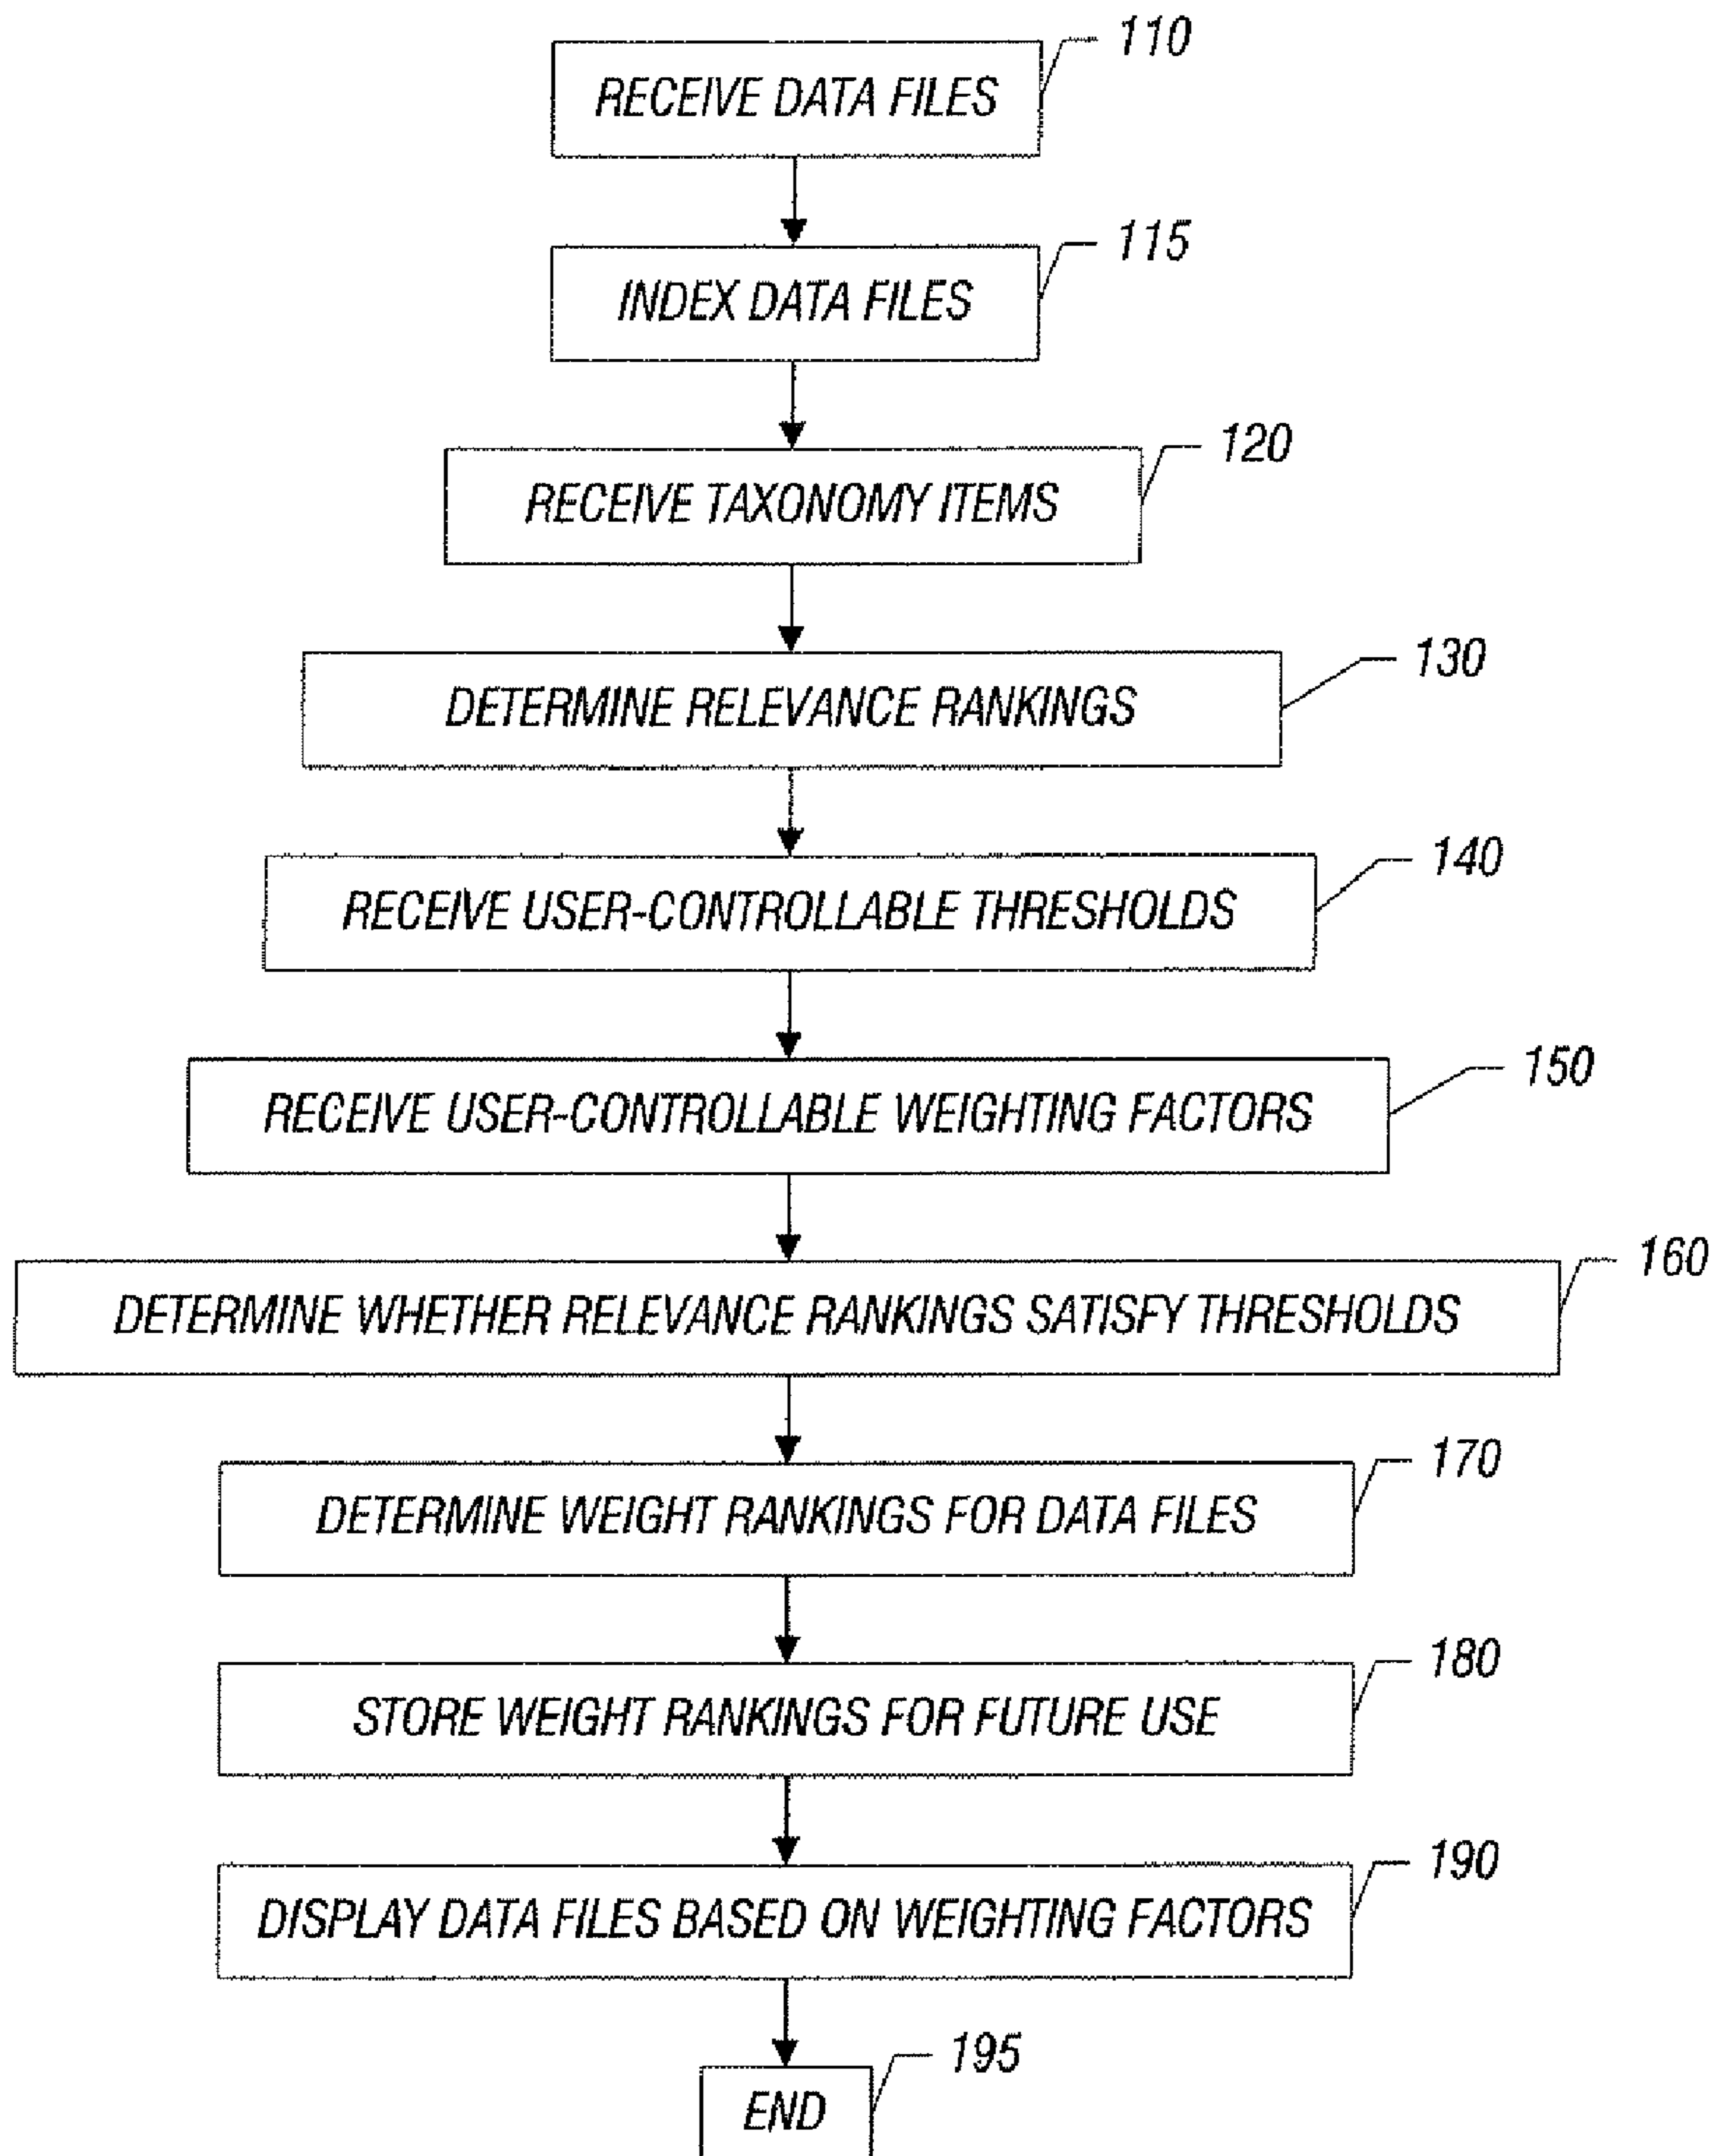 110
RECEIVE DATA FILES
115
INDEX DATA FILES
120
RECEIVE TAXONOMY ITEMS
130
DETERMINE RELEVANCE RANKINGS
140
RECEIVE USER-CONTROLLABLE THRESHOLDS
150
RECEIVE USER-CONTROLLABLE WEIGHTING FACTORS
160
DETERMINE WHETHER RELEVANCE RANKINGS SATISFY THRESHOLDS
170
DETERMINE WEIGHT RANKINGS FOR DATA FILES
180
STORE WEIGHT RANKINGS FOR FUTURE USE
190
DISPLAY DATA FILES BASED ON WEIGHTING FACTORS
195
END